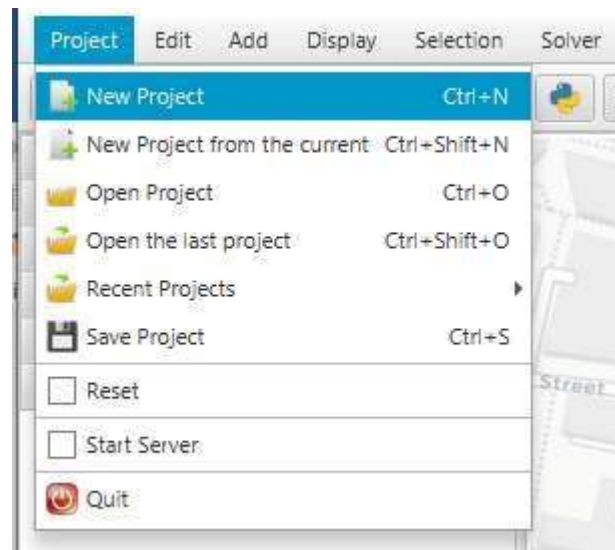 Project Edit Add Display Selection Solver
New Project Ctrl+N
New Project from the current Ctrl+Shift+N
Open Project Ctrl+O
Open the last project Ctrl+Shift+O
Recent Projects
Save Project Ctrl+S
Reset
Street
Start Server
Quit